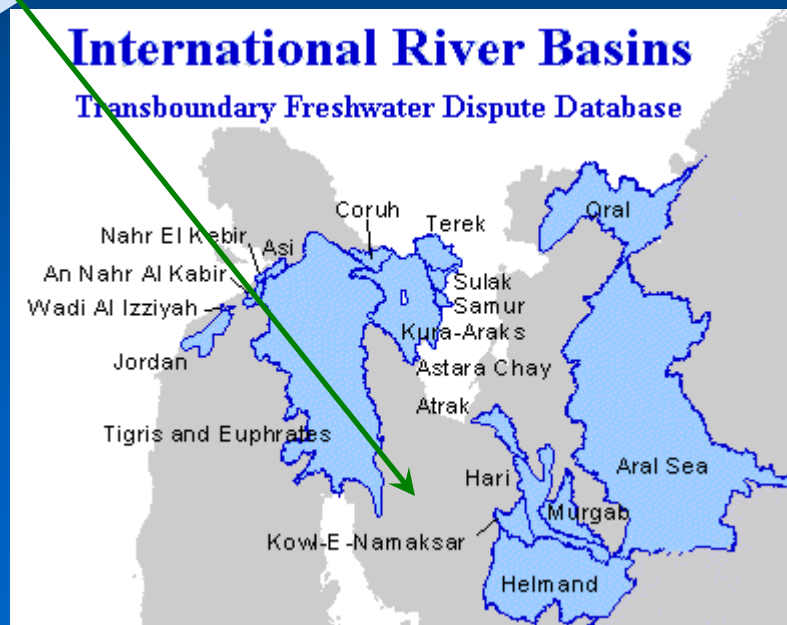 International River Basins
Transboundary Freshwater Dispute Database
Coruh
Terek
Oral
Nahr El Kebir
Asi
An Nahr Al Kabir
Sulak
Wadi Al Izziyah
Samur
Kura-Araks
Jordan
Astara Chay
Atrak
Tigris and Euphrates
Hari
Aral Sea
Murgab
Kowl-E-Namaksar
Helmand